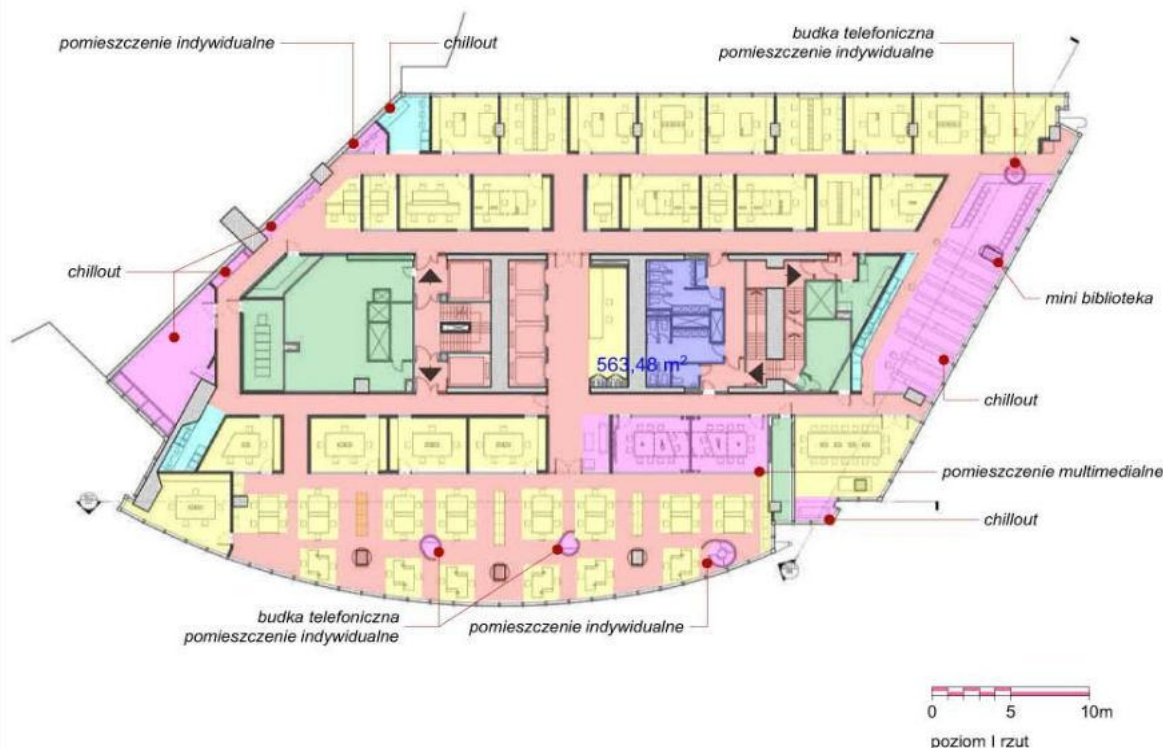 pomieszczenie indywidualne
chillout
budka telefoniczna
pomieszczenie indywidualne
chillout
mini biblioteka
563,48 m²
chillout
pomieszczenie multimedialne
chillout
budka telefoniczna
pomieszczenie indywidualne
pomieszczenie indywidualne
0 5 10m
poziom I rzut